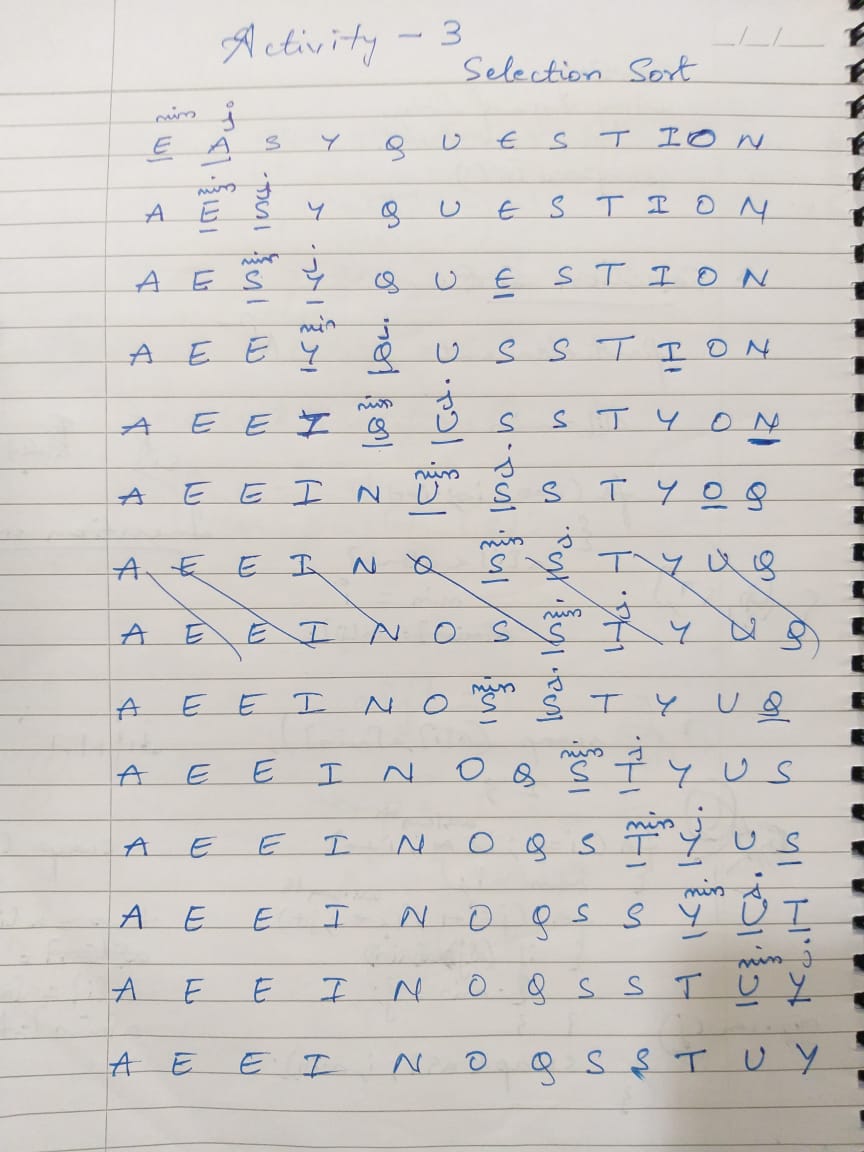 Activity - 3
Selection Sort
min j
E A S Y Q U E S T I O N
min j
A E S Y Q U E S T I O N
min j
A E S Y Q U E S T I O N
min j
A E E Y Q U S S T I O N
min j
A E E I Q U S S T Y O N
min j
A E E I N U S S T Y O Q
min j
A E E I N O S S T Y U Q
min j
A E E I N O S S T Y U Q
min j
A E E I N O S S T Y U Q
min j
A E E I N O Q S T Y U S
min j
A E E I N O Q S T Y U S
min j
A E E I N O Q S S Y U T
min j
A E E I N O Q S S T U Y
A E E I N O Q S S T U Y